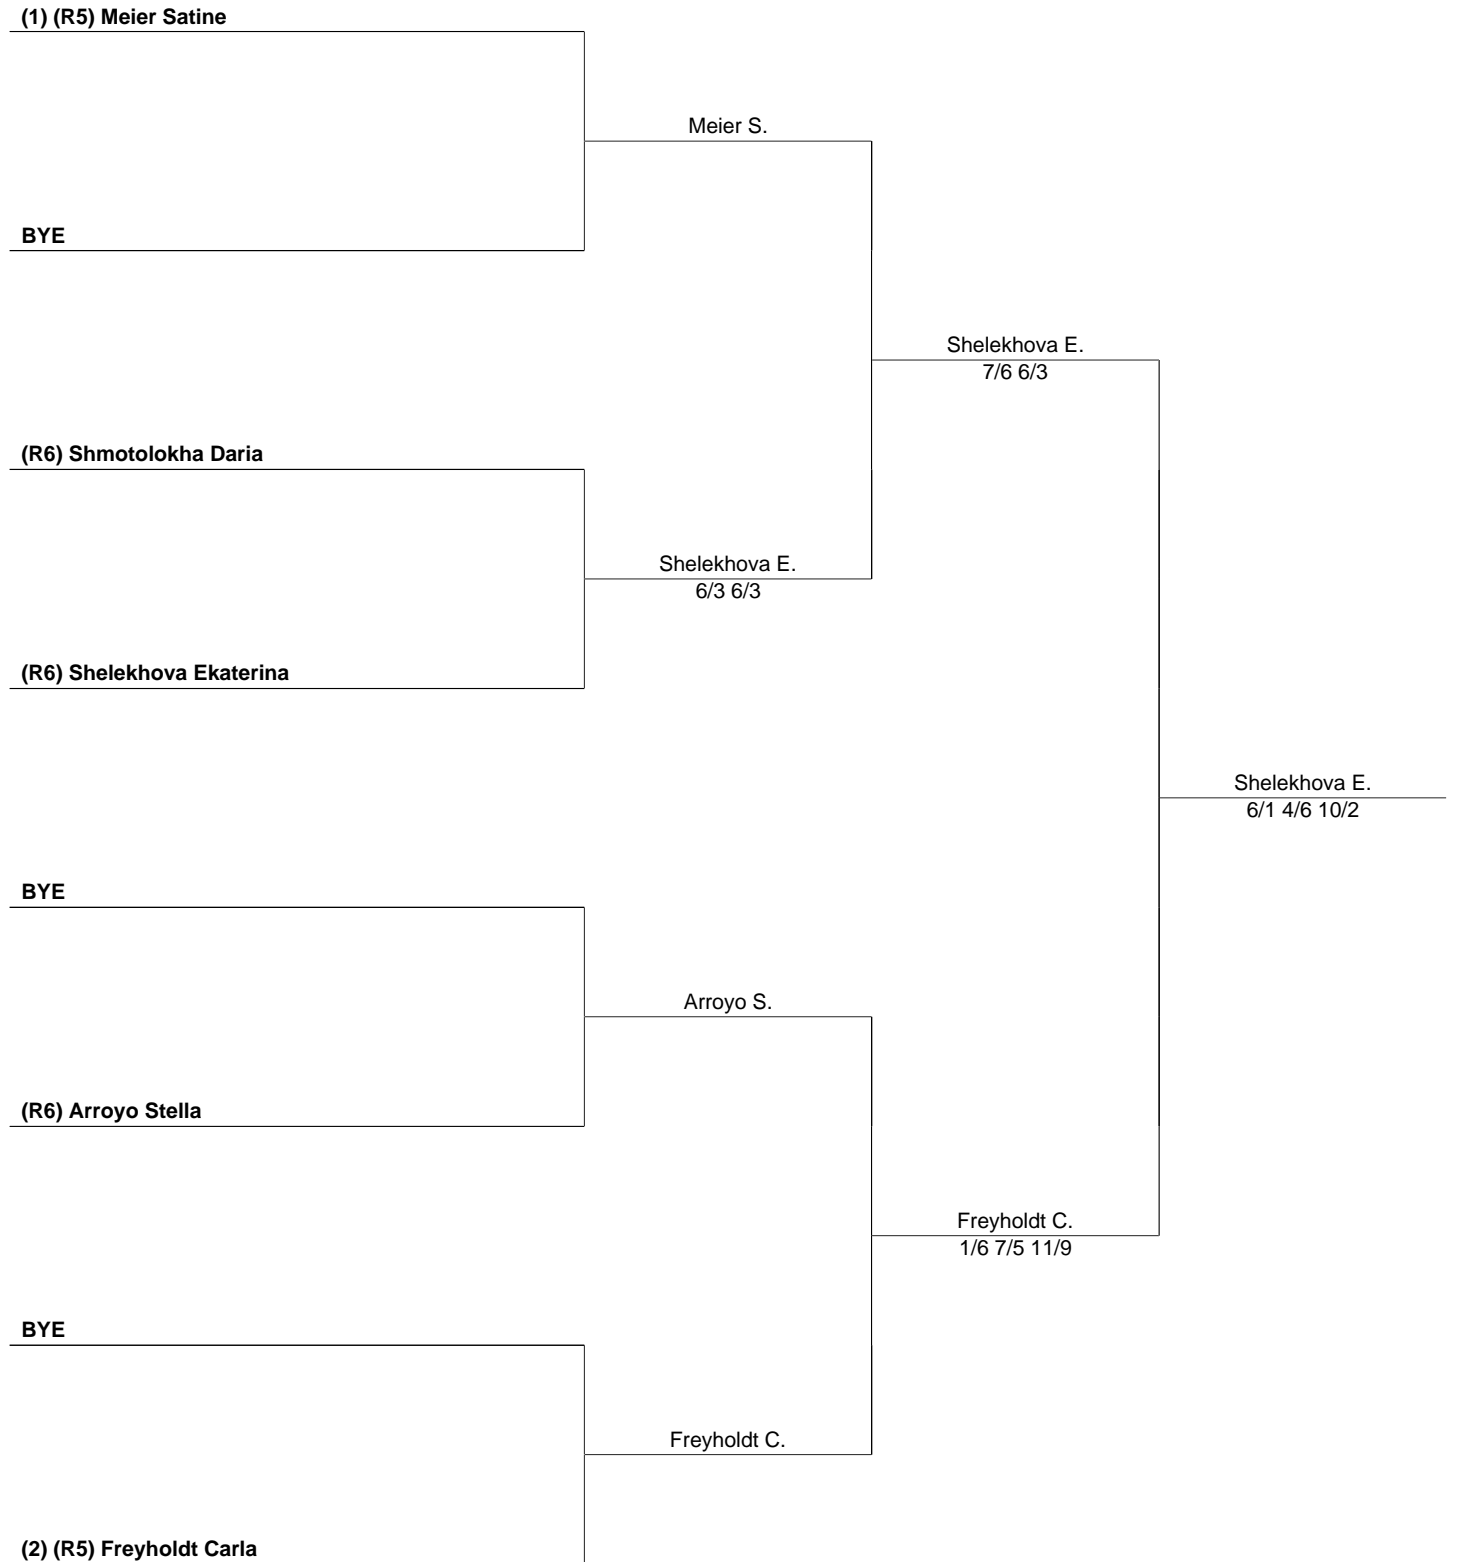 (1) (R5) Meier Satine
Meier S.
BYE
Shelekhova E.
7/6 6/3
(R6) Shmotolokha Daria
Shelekhova E.
6/3 6/3
(R6) Shelekhova Ekaterina
Shelekhova E.
6/1 4/6 10/2
BYE
Arroyo S.
(R6) Arroyo Stella
Freyholdt C.
1/6 7/5 11/9
BYE
Freyholdt C.
(2) (R5) Freyholdt Carla